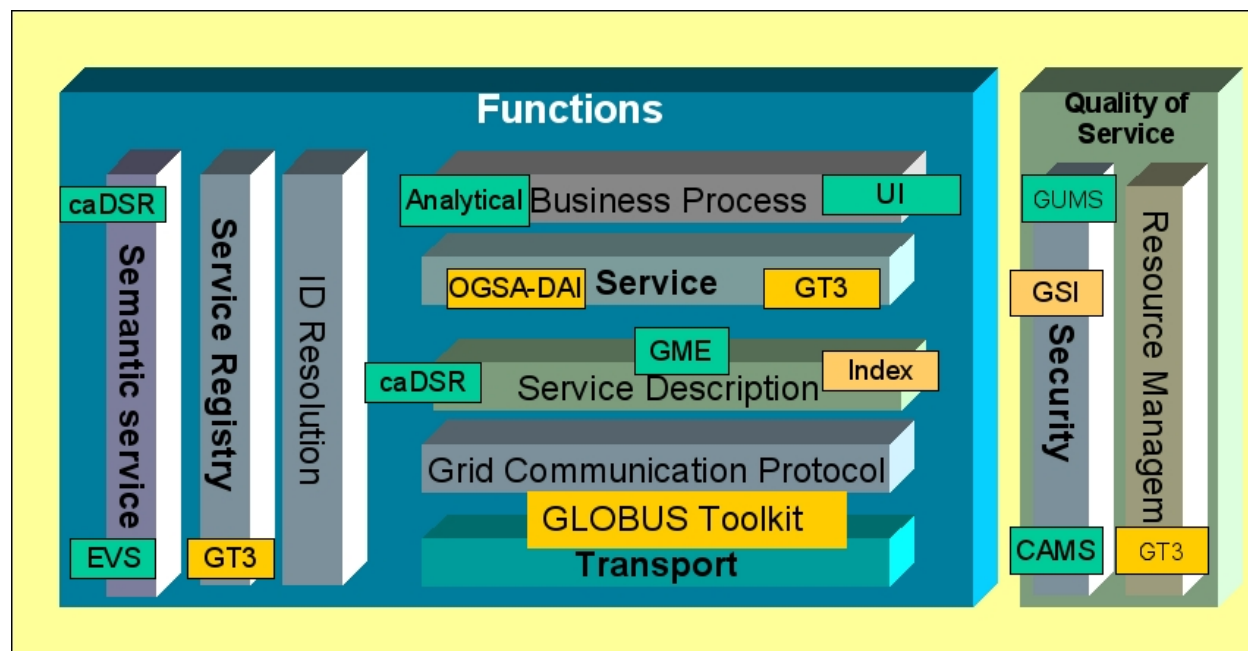 Functions
Quality of
Service
caDSR
Semantic service
EVS
Service Registry
GT3
ID Resolution
Analytical
Business Process
UI
OGSA-DAI
Service
GT3
GME
caDSR
Service Description
Index
Grid Communication Protocol
GLOBUS Toolkit
Transport
GUMS
GSI
Security
CAMS
Resource Managem
GT3